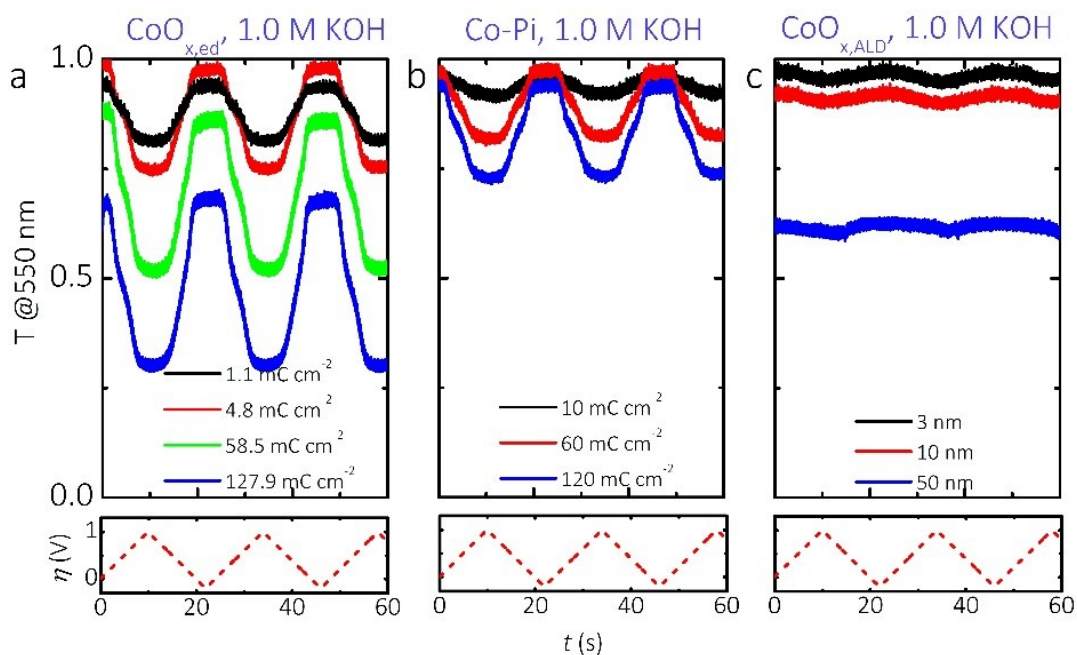 CoOx,ed, 1.0 M KOH
Co-Pi, 1.0 M KOH
CoOx,ALD, 1.0 M KOH
a
b
c
1.0
0.5
0.0
T @550 nm
1.1 mC cm-2
4.8 mC cm 2
58.5 mC cm 2
127.9 mC cm-2
10 mC cm 2
60 mC cm-2
120 mC cm-2
3 nm
10 nm
50 nm
η (V)
1
0
0 20 40 60
0 20 40 60
0 20 40 60
t (s)